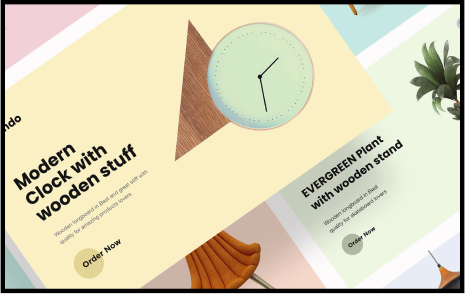 ndo
Modern
Clock with
wooden stuff
Wooden longboard in Best and great stiff with
quality for amazing products lovers
Order Now
EVERGREEN Plant
with wooden stand
Wooden longboard in Best
quality for skateboard lovers
Order Now